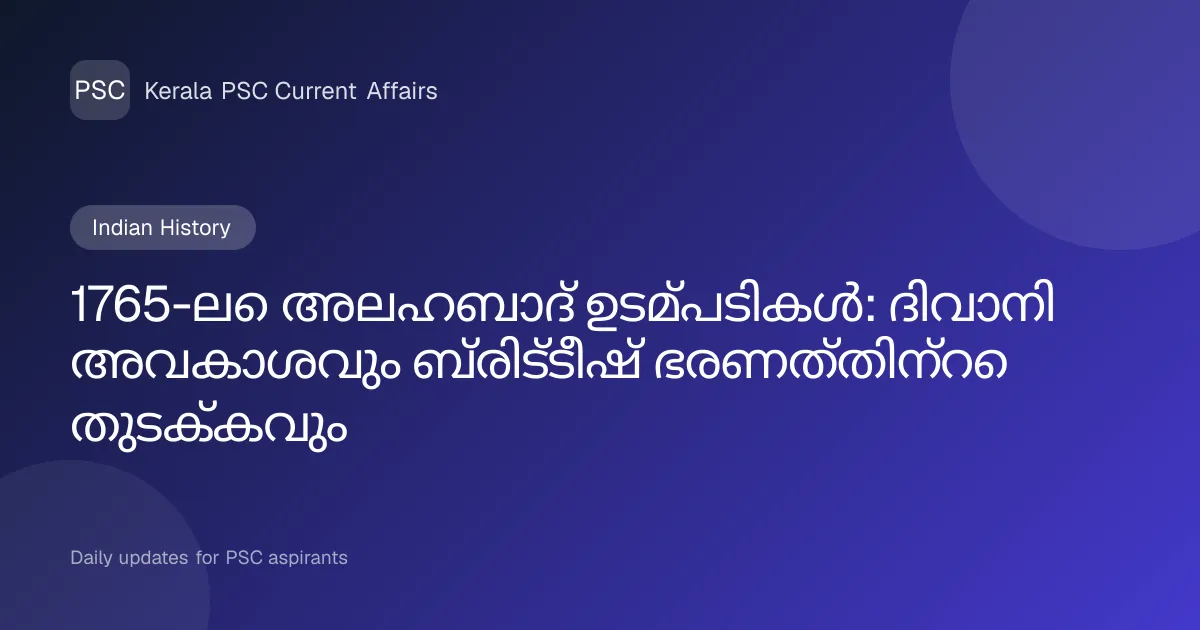 PSC Kerala PSC Current Affairs
Indian History
1765-ലെ അലഹബാദ് ഉടമ്പടികൾ: ദിവാനി
അവകാശവും ബ്രിട്ടീഷ് ഭരണത്തിന്റെ
തുടക്കവും
Daily updates for PSC aspirants